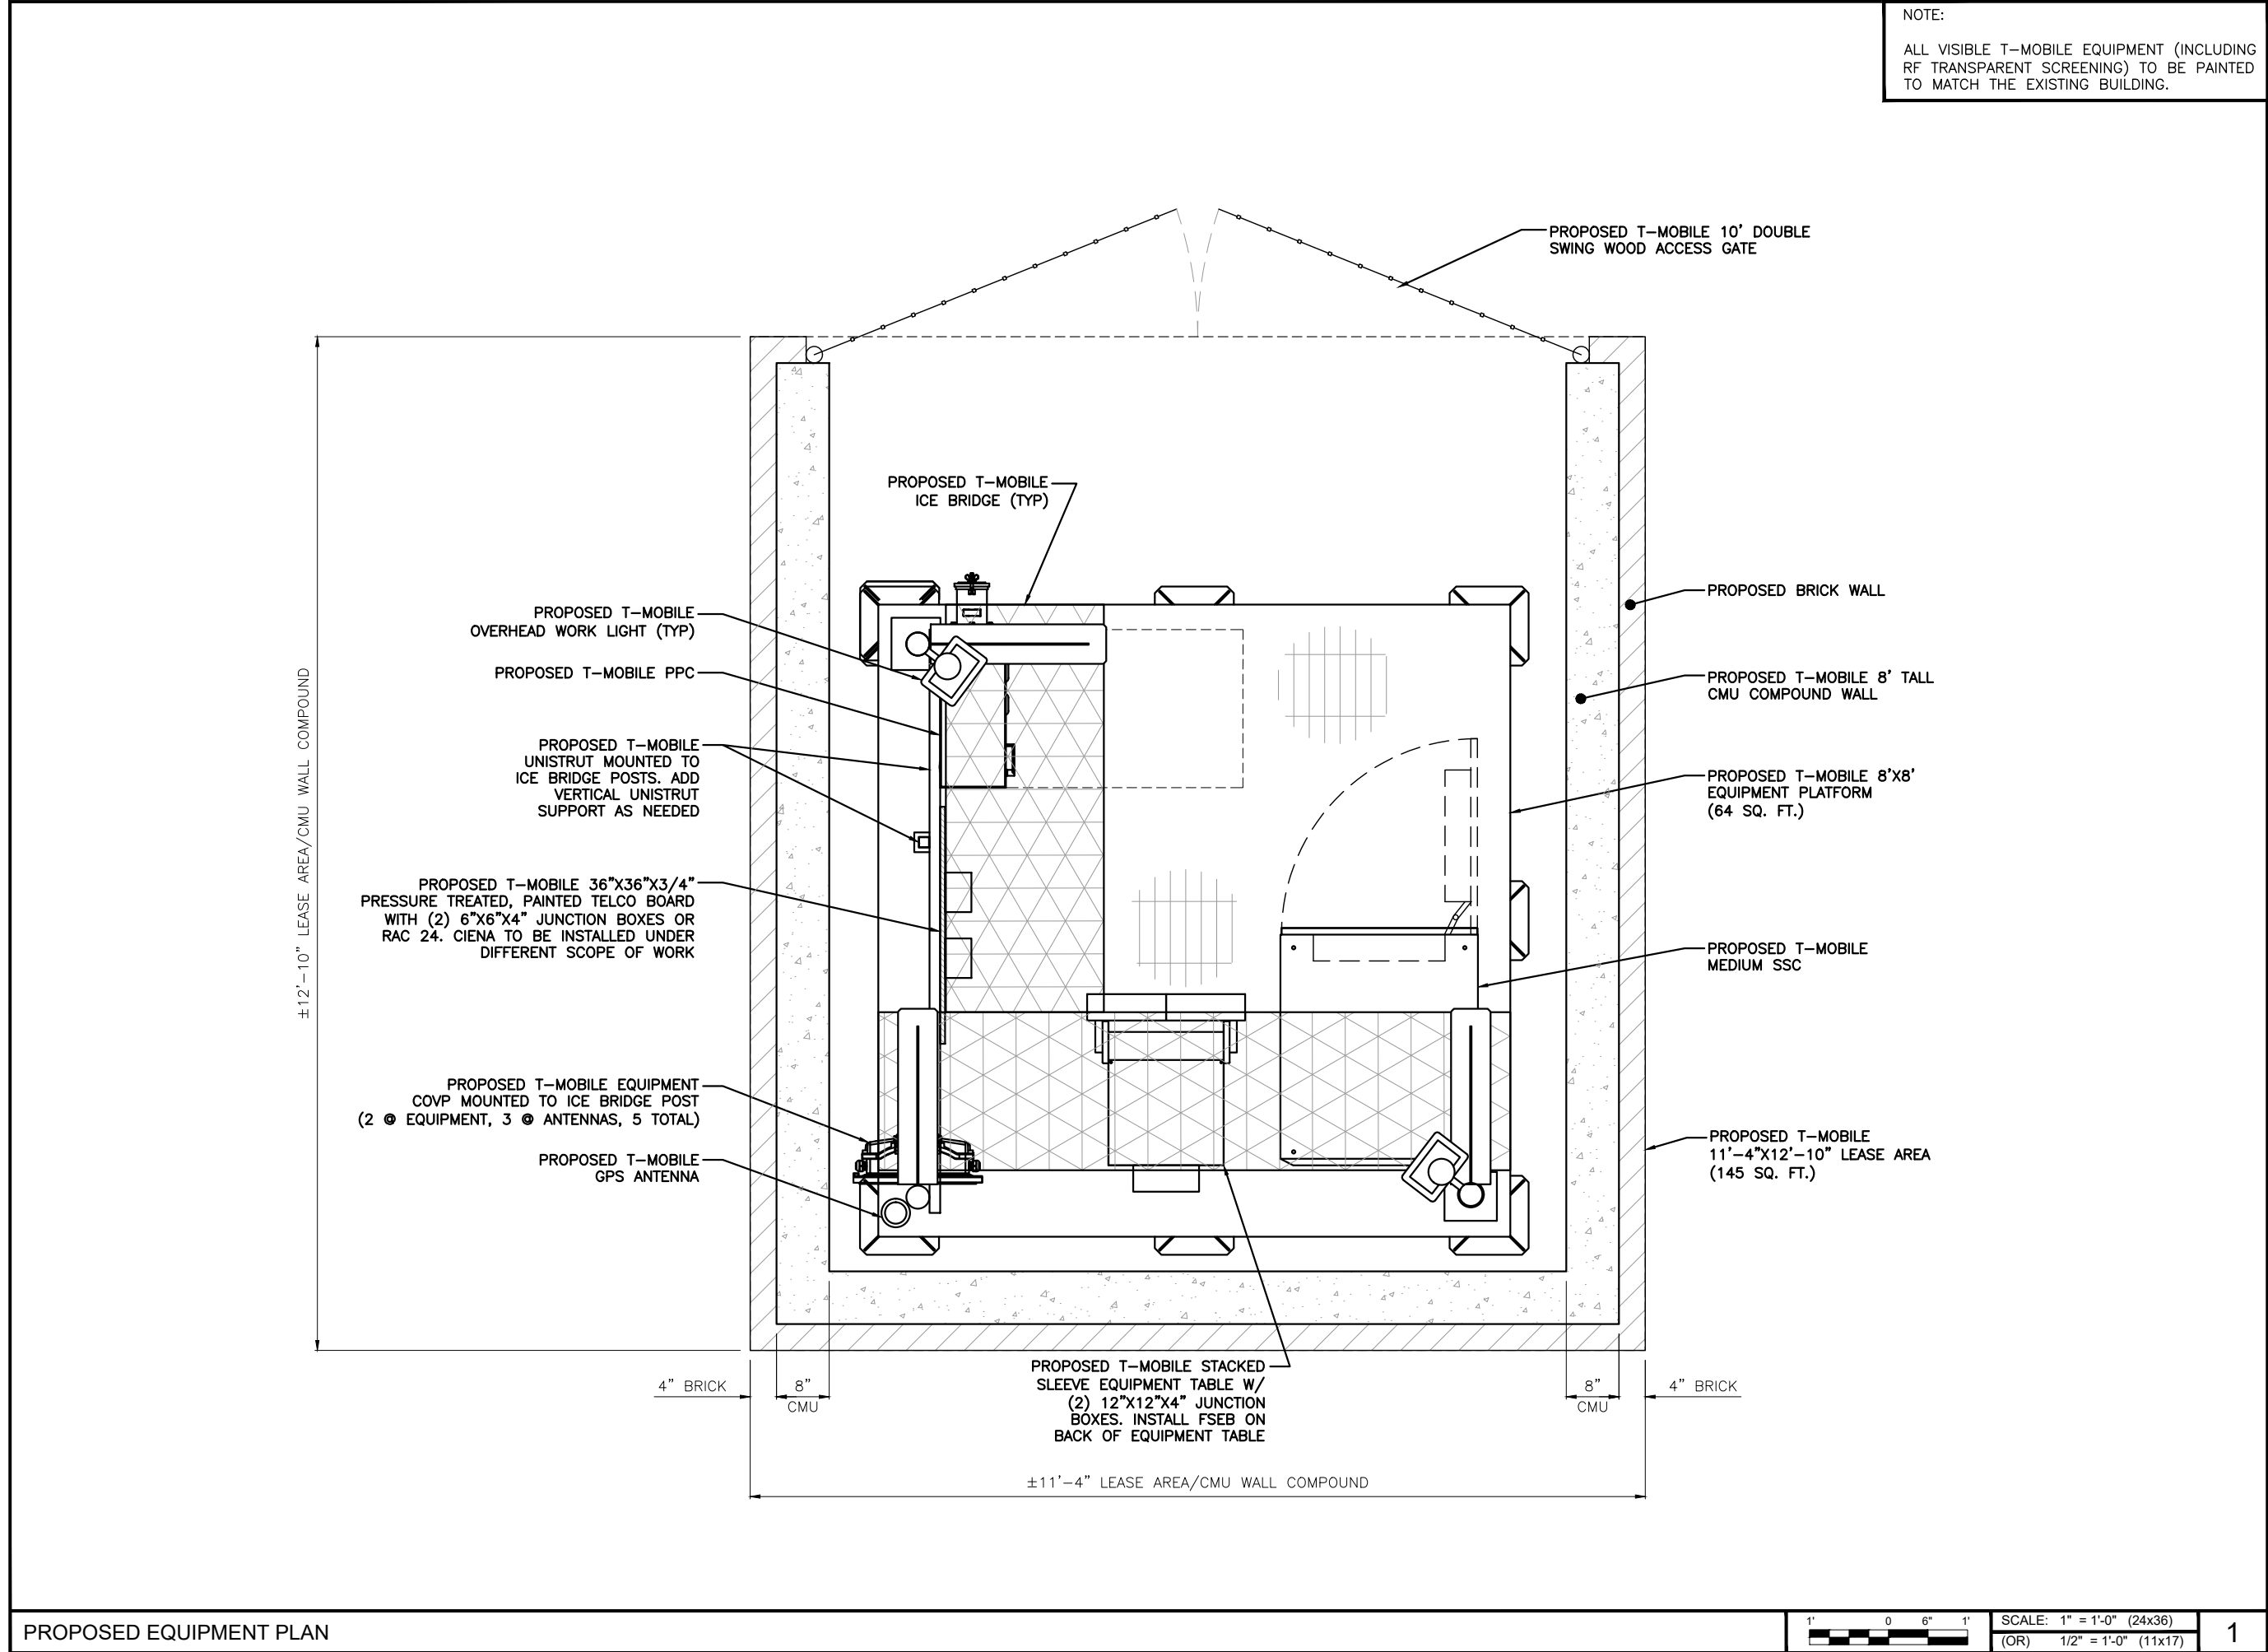 NOTE:
ALL VISIBLE T-MOBILE EQUIPMENT (INCLUDING
RF TRANSPARENT SCREENING) TO BE PAINTED
TO MATCH THE EXISTING BUILDING.
PROPOSED T-MOBILE 10' DOUBLE
SWING WOOD ACCESS GATE
PROPOSED T-MOBILE
ICE BRIDGE (TYP)
PROPOSED T-MOBILE
OVERHEAD WORK LIGHT (TYP)
PROPOSED T-MOBILE PPC
PROPOSED T-MOBILE
UNISTRUT MOUNTED TO
ICE BRIDGE POSTS. ADD
VERTICAL UNISTRUT
SUPPORT AS NEEDED
PROPOSED T-MOBILE 36"X36"X3/4"
PRESSURE TREATED, PAINTED TELCO BOARD
WITH (2) 6"X6"X4" JUNCTION BOXES OR
RAC 24. CIENA TO BE INSTALLED UNDER
DIFFERENT SCOPE OF WORK
PROPOSED T-MOBILE EQUIPMENT
COVP MOUNTED TO ICE BRIDGE POST
(2 @ EQUIPMENT, 3 @ ANTENNAS, 5 TOTAL)
PROPOSED T-MOBILE
GPS ANTENNA
±12'-10" LEASE AREA/CMU WALL COMPOUND
PROPOSED BRICK WALL
PROPOSED T-MOBILE 8' TALL
CMU COMPOUND WALL
PROPOSED T-MOBILE 8'X8'
EQUIPMENT PLATFORM
(64 SQ. FT.)
PROPOSED T-MOBILE
MEDIUM SSC
PROPOSED T-MOBILE
11'-4"X12'-10" LEASE AREA
(145 SQ. FT.)
PROPOSED T-MOBILE STACKED
SLEEVE EQUIPMENT TABLE W/
(2) 12"X12"X4" JUNCTION
BOXES. INSTALL FSEB ON
BACK OF EQUIPMENT TABLE
4" BRICK
8"
CMU
8"
CMU
4" BRICK
±11'-4" LEASE AREA/CMU WALL COMPOUND
PROPOSED EQUIPMENT PLAN
1' 0 6" 1'
SCALE: 1" = 1'-0" (24x36)
(OR) 1/2" = 1'-0" (11x17)
1